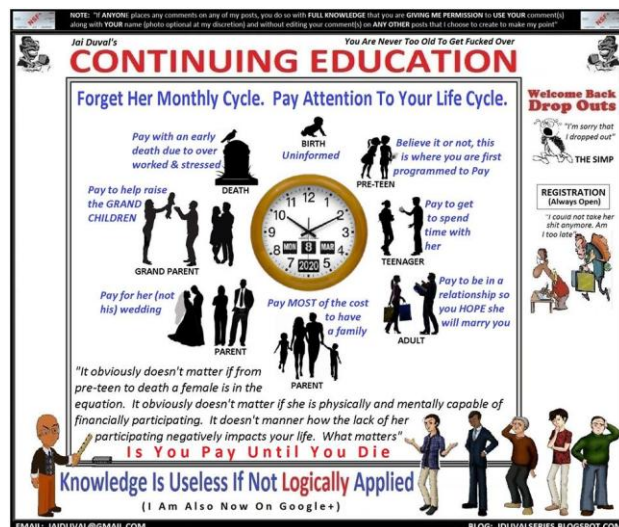 NOTE: "If ANYONE places any comments on any of my posts, you do so with FULL KNOWLEDGE that you are GIVING ME PERMISSION to USE YOUR comment(s)
along with YOUR name (photo optional at my discretion) and without editing your comment(s) on ANY OTHER posts that I choose to create to make my point"
Jai Duval's
You Are Never Too Old To Get Fucked Over
CONTINUING EDUCATION
Forget Her Monthly Cycle. Pay Attention To Your Life Cycle.
Welcome Back
Drop Outs
"I'm sorry that
I dropped out"
THE SIMP
REGISTRATION
(Always Open)
"I could not take her
shit anymore. Am
I too late"
BIRTH
Uninformed
Believe it or not, this
is where you are first
programmed to Pay
PRE-TEEN
Pay to get
to spend
time with
her
TEENAGER
Pay to be in a
relationship so
you HOPE she
will marry you
ADULT
Pay MOST of the cost
to have
a family
PARENT
Pay for her (not
his) wedding
PARENT
Pay to help raise
the GRAND
CHILDREN
GRAND PARENT
Pay with an early
death due to over
worked & stressed
DEATH
MON 8 MAR
2020
"It obviously doesn't matter if from
pre-teen to death a female is in the
equation. It obviously doesn't matter if she is physically and mentally capable of
financially participating. It doesn't manner how the lack of her
participating negatively impacts your life. What matters"
Is You Pay Until You Die
Knowledge Is Useless If Not Logically Applied
(I Am Also Now On Google+)
EMAIL: JAIDUVAL@GMAIL.COM
BLOG: JDUVALSERIES.BLOGSPOT.COM